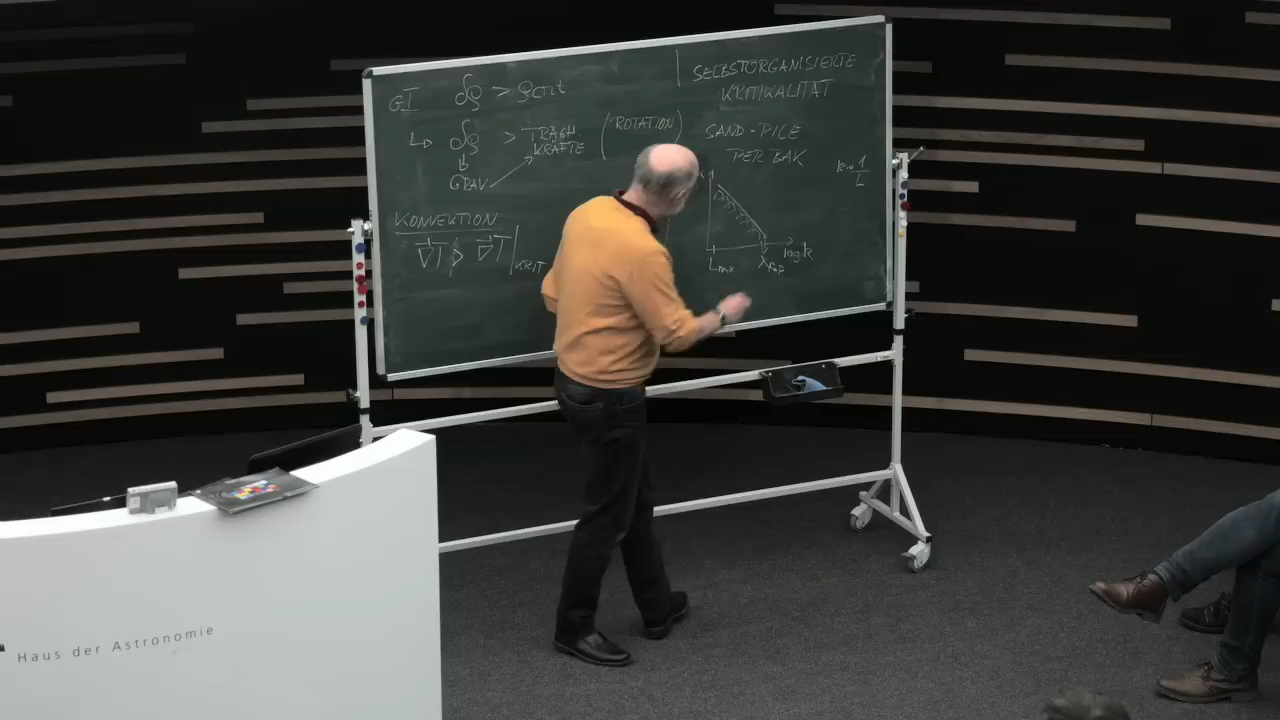 GI δρ > ρcrit
↳ δρ > TRÄGH. KRÄFTE (ROTATION)
GRAV
KONVEKTION
∇T > ∇T|KRIT
SELBSTORGANISIERTE
KRITIKALITÄT
SAND-PILE
PER BAK
k~1/L
log k
Lmax
Haus der Astronomie